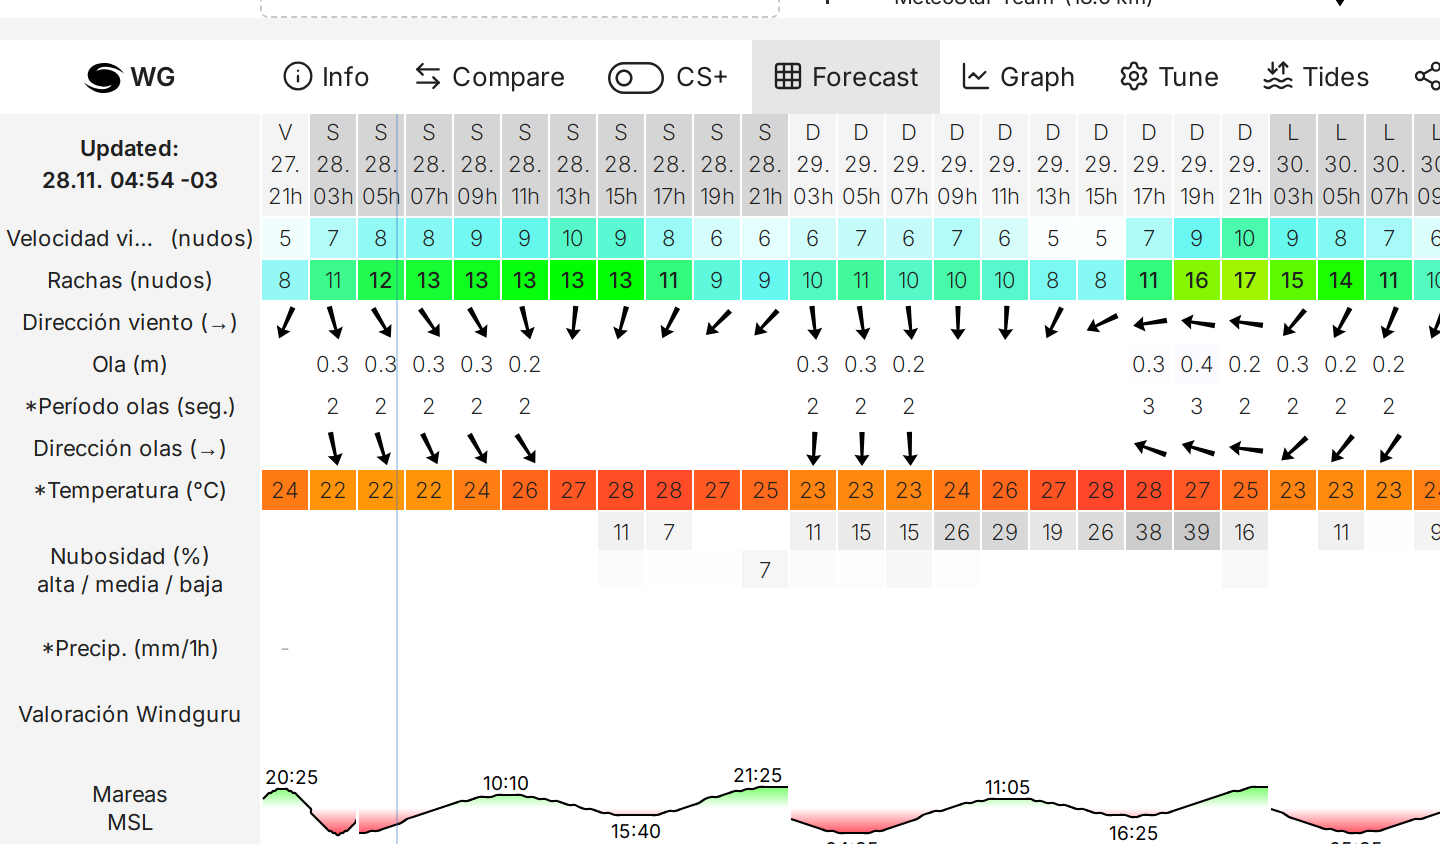 WG Info Compare CS+ Forecast Graph Tune Tides
Updated:
28.11. 04:54 -03
V S S S S S S S S S S D D D D D D D D D D L L L
27. 28. 28. 28. 28. 28. 28. 28. 28. 28. 28. 29. 29. 29. 29. 29. 29. 29. 29. 29. 29. 30. 30. 30.
21h 03h 05h 07h 09h 11h 13h 15h 17h 19h 21h 03h 05h 07h 09h 11h 13h 15h 17h 19h 21h 03h 05h 07h
Velocidad vi... (nudos) 5 7 8 8 9 9 10 9 8 6 6 6 7 6 7 6 5 5 7 9 10 9 8 7 6
Rachas (nudos) 8 11 12 13 13 13 13 13 11 9 9 10 11 10 10 10 8 8 11 16 17 15 14 11
Dirección viento (→)
Ola (m) 0.3 0.3 0.3 0.3 0.2 0.3 0.3 0.2 0.3 0.4 0.2 0.3 0.2 0.2
*Período olas (seg.) 2 2 2 2 2 2 2 2 3 3 2 2 2 2
Dirección olas (→)
*Temperatura (°C) 24 22 22 22 24 26 27 28 28 27 25 23 23 23 24 26 27 28 28 27 25 23 23 23
11 7 11 15 15 26 29 19 26 38 39 16 11 9
Nubosidad (%)
alta / media / baja
7
*Precip. (mm/1h) -
Valoración Windguru
20:25 10:10 21:25 11:05
Mareas
MSL
15:40 16:25